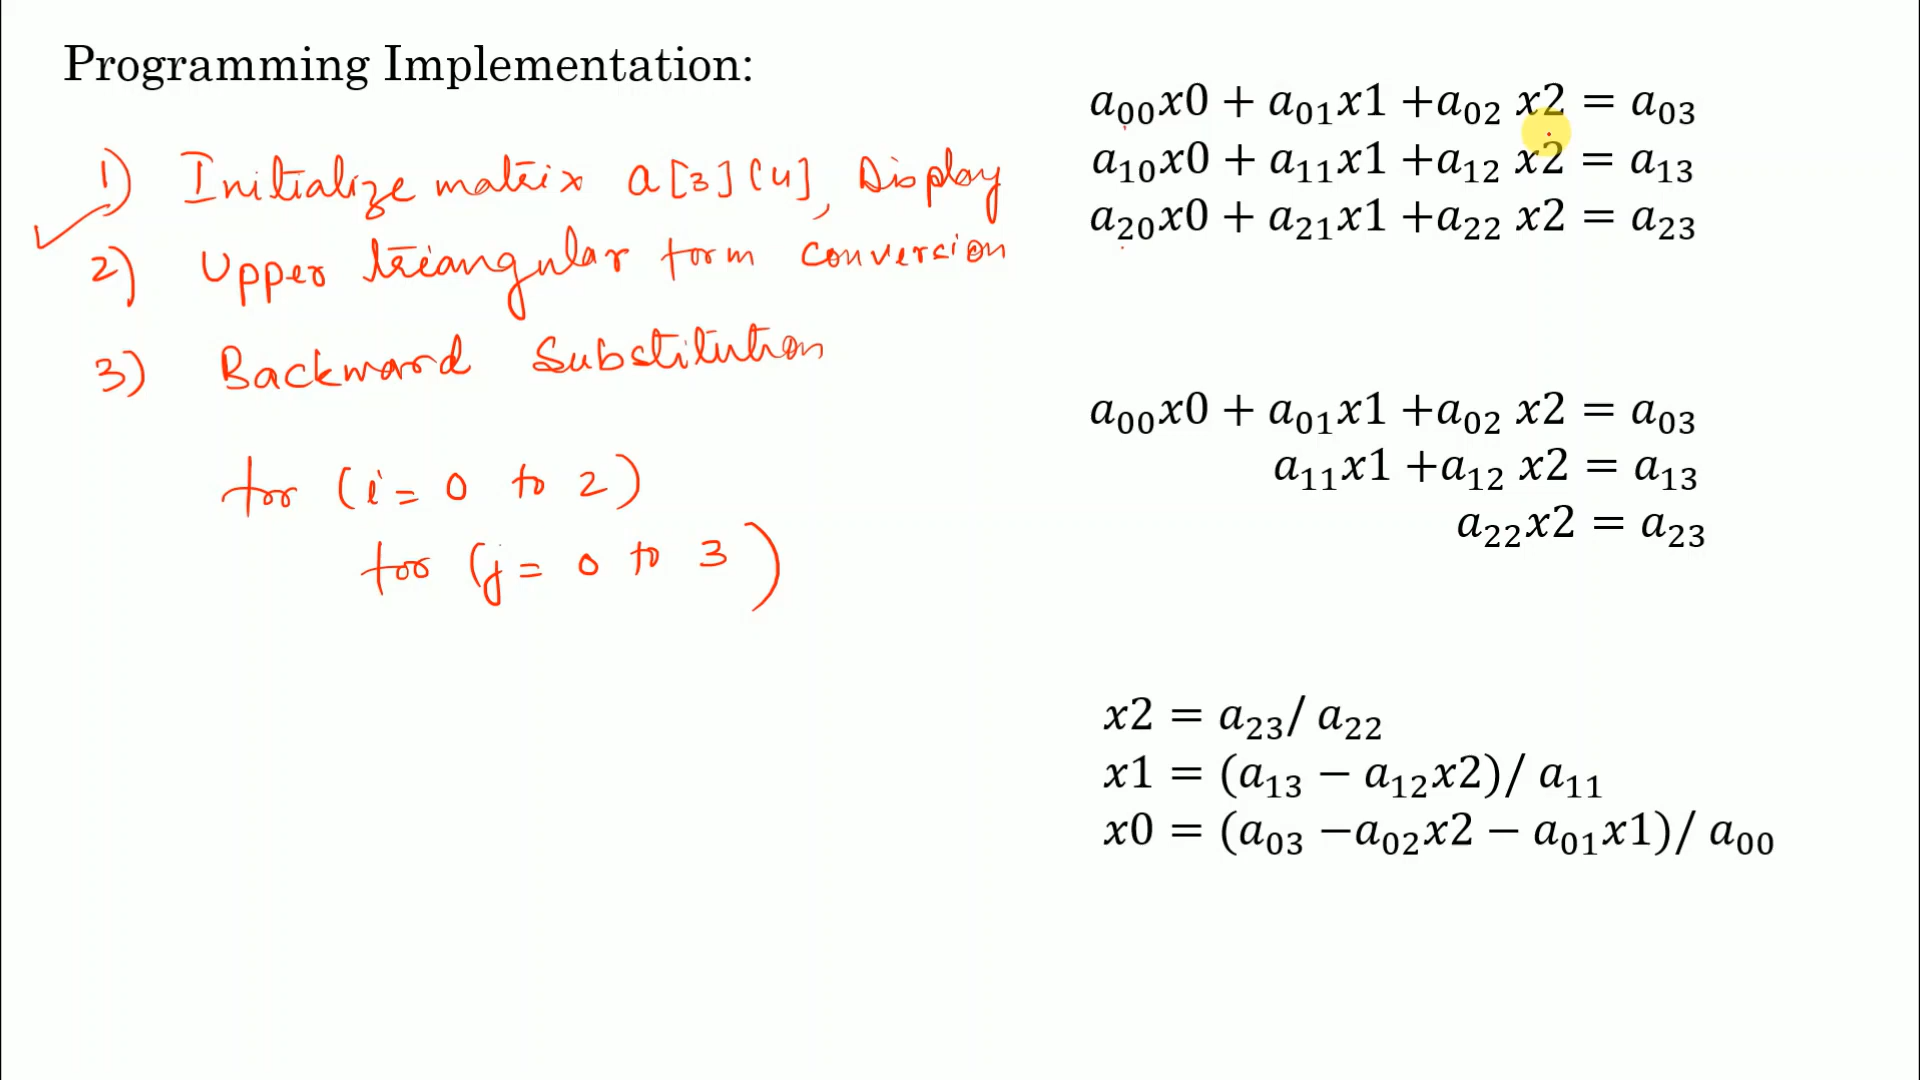 Programming Implementation:
1) Initialize matrix a[3][4], Display
2) Upper triangular form conversion
3) Backward Substitution
for (i = 0 to 2)
for (j = 0 to 3)
a₀₀x0 + a₀₁x1 +a₀₂ x2 = a₀₃
a₁₀x0 + a₁₁x1 +a₁₂ x2 = a₁₃
a₂₀x0 + a₂₁x1 +a₂₂ x2 = a₂₃
a₀₀x0 + a₀₁x1 +a₀₂ x2 = a₀₃
a₁₁x1 +a₁₂ x2 = a₁₃
a₂₂x2 = a₂₃
x2 = a₂₃/ a₂₂
x1 = (a₁₃ − a₁₂x2)/ a₁₁
x0 = (a₀₃ −a₀₂x2 − a₀₁x1)/ a₀₀